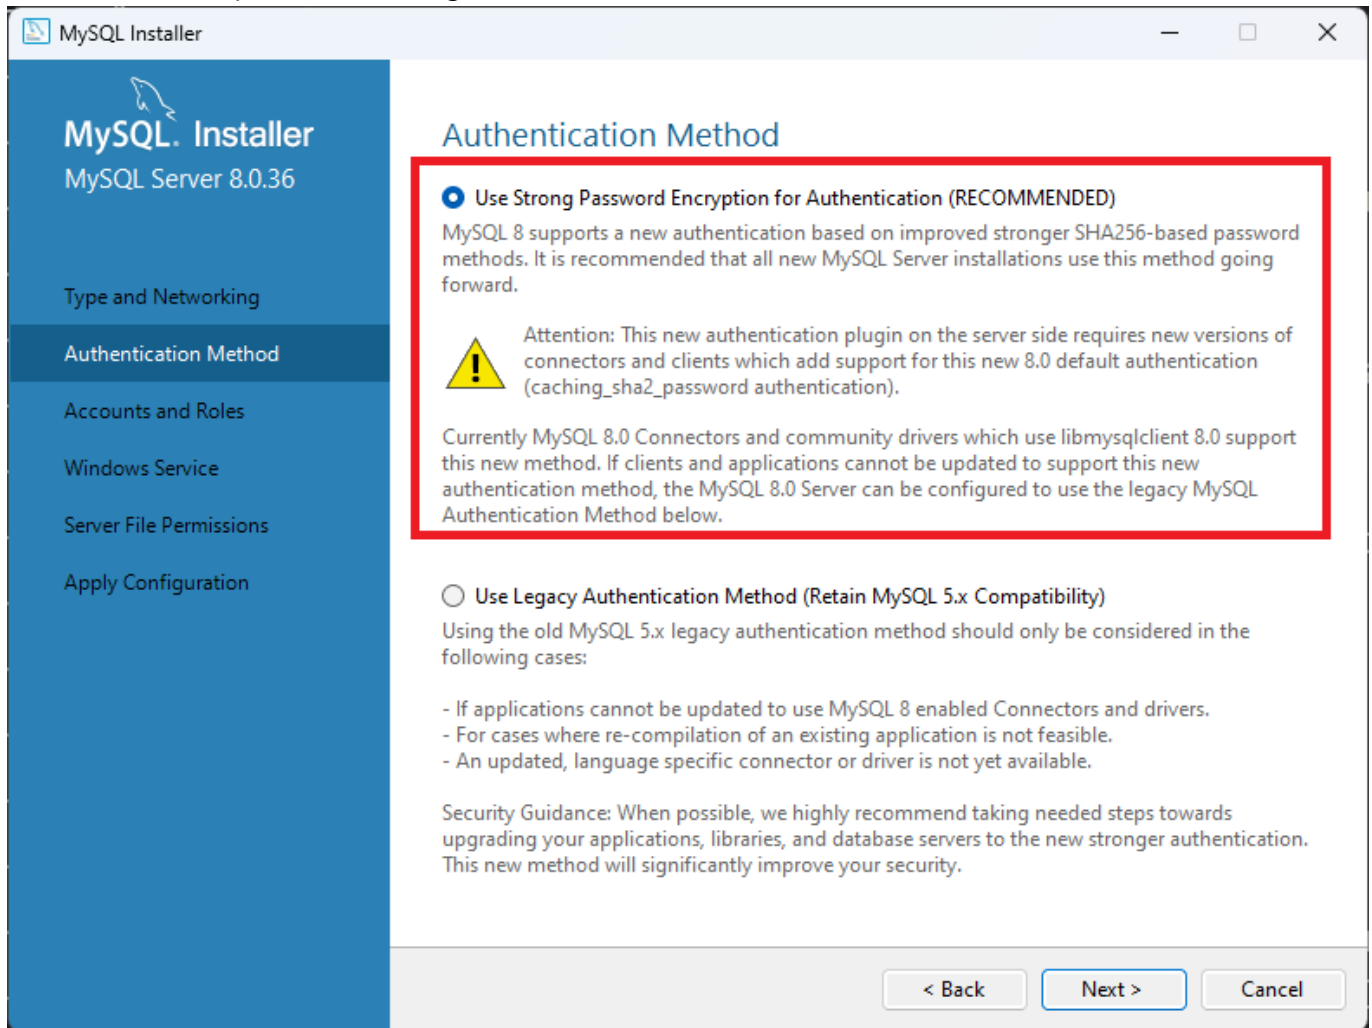 MySQL Installer
MySQL. Installer
MySQL Server 8.0.36
Type and Networking
Authentication Method
Accounts and Roles
Windows Service
Server File Permissions
Apply Configuration
Authentication Method
Use Strong Password Encryption for Authentication (RECOMMENDED)
MySQL 8 supports a new authentication based on improved stronger SHA256-based password
methods. It is recommended that all new MySQL Server installations use this method going
forward.
Attention: This new authentication plugin on the server side requires new versions of
connectors and clients which add support for this new 8.0 default authentication
(caching_sha2_password authentication).
Currently MySQL 8.0 Connectors and community drivers which use libmysqlclient 8.0 support
this new method. If clients and applications cannot be updated to support this new
authentication method, the MySQL 8.0 Server can be configured to use the legacy MySQL
Authentication Method below.
Use Legacy Authentication Method (Retain MySQL 5.x Compatibility)
Using the old MySQL 5.x legacy authentication method should only be considered in the
following cases:
- If applications cannot be updated to use MySQL 8 enabled Connectors and drivers.
- For cases where re-compilation of an existing application is not feasible.
- An updated, language specific connector or driver is not yet available.
Security Guidance: When possible, we highly recommend taking needed steps towards
upgrading your applications, libraries, and database servers to the new stronger authentication.
This new method will significantly improve your security.
< Back
Next >
Cancel